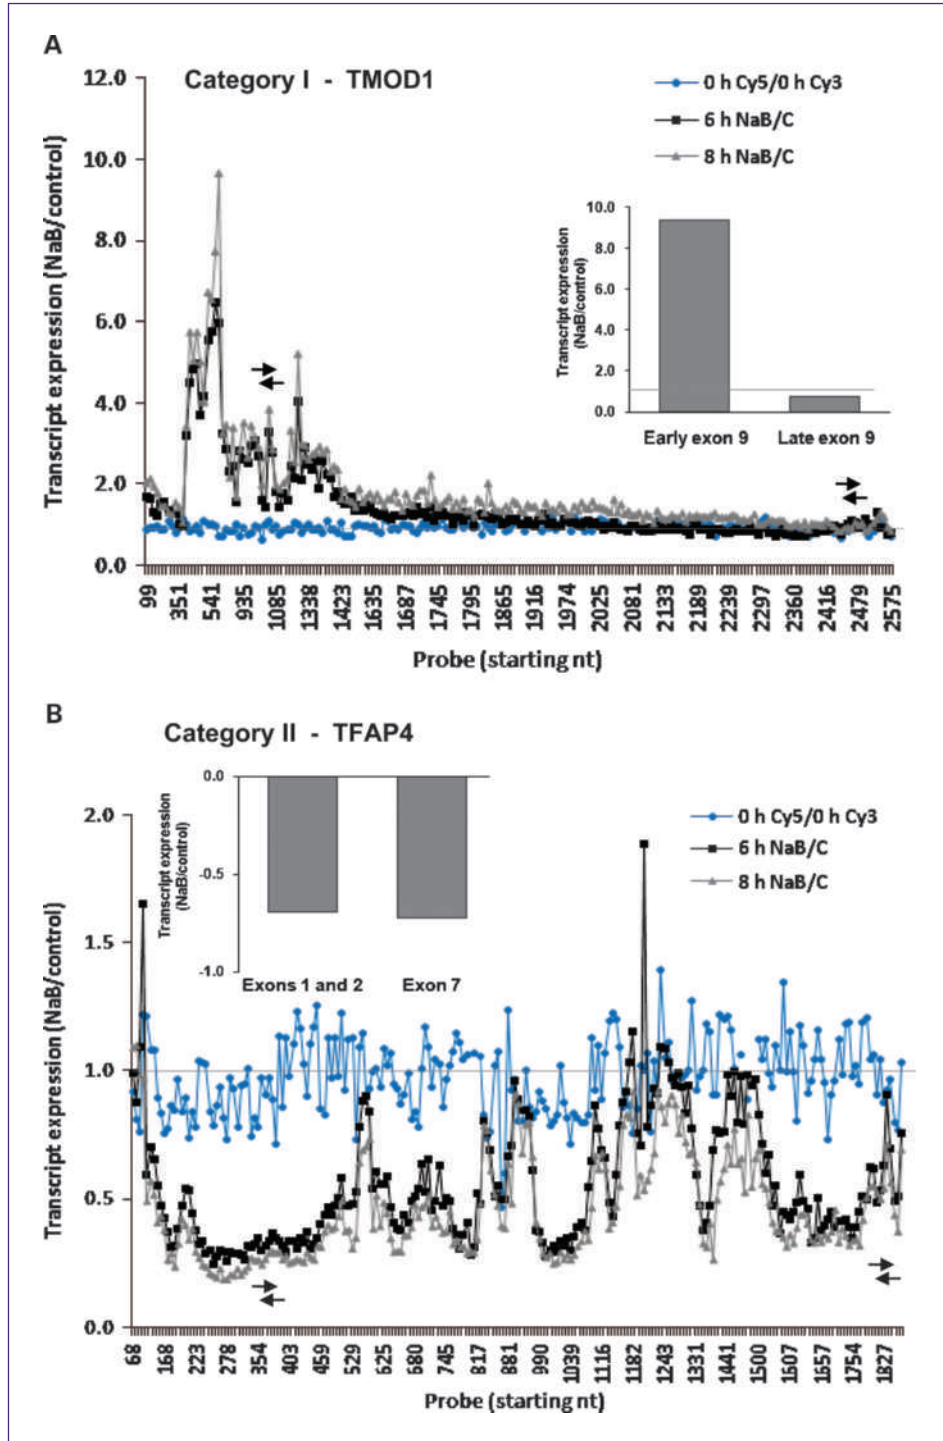 A
Category I - TMOD1
0 h Cy5/0 h Cy3
6 h NaB/C
8 h NaB/C
Transcript expression (NaB/control)
12.0
10.0
8.0
6.0
4.0
2.0
0.0
Transcript expression
(NaB/control)
10.0
8.0
6.0
4.0
2.0
0.0
Early exon 9 Late exon 9
99 351 541 935 1085 1338 1423 1635 1687 1745 1795 1865 1916 1974 2025 2081 2133 2189 2239 2297 2360 2416 2479 2575
Probe (starting nt)
B
Category II - TFAP4
0 h Cy5/0 h Cy3
6 h NaB/C
8 h NaB/C
Transcript expression
(NaB/control)
0.0
-0.5
-1.0
Exons 1 and 2 Exon 7
Transcript expression (NaB/control)
2.0
1.5
1.0
0.5
0.0
68 168 223 278 354 403 459 529 625 690 745 817 881 990 1039 1116 1182 1243 1331 1441 1500 1607 1657 1754 1827
Probe (starting nt)